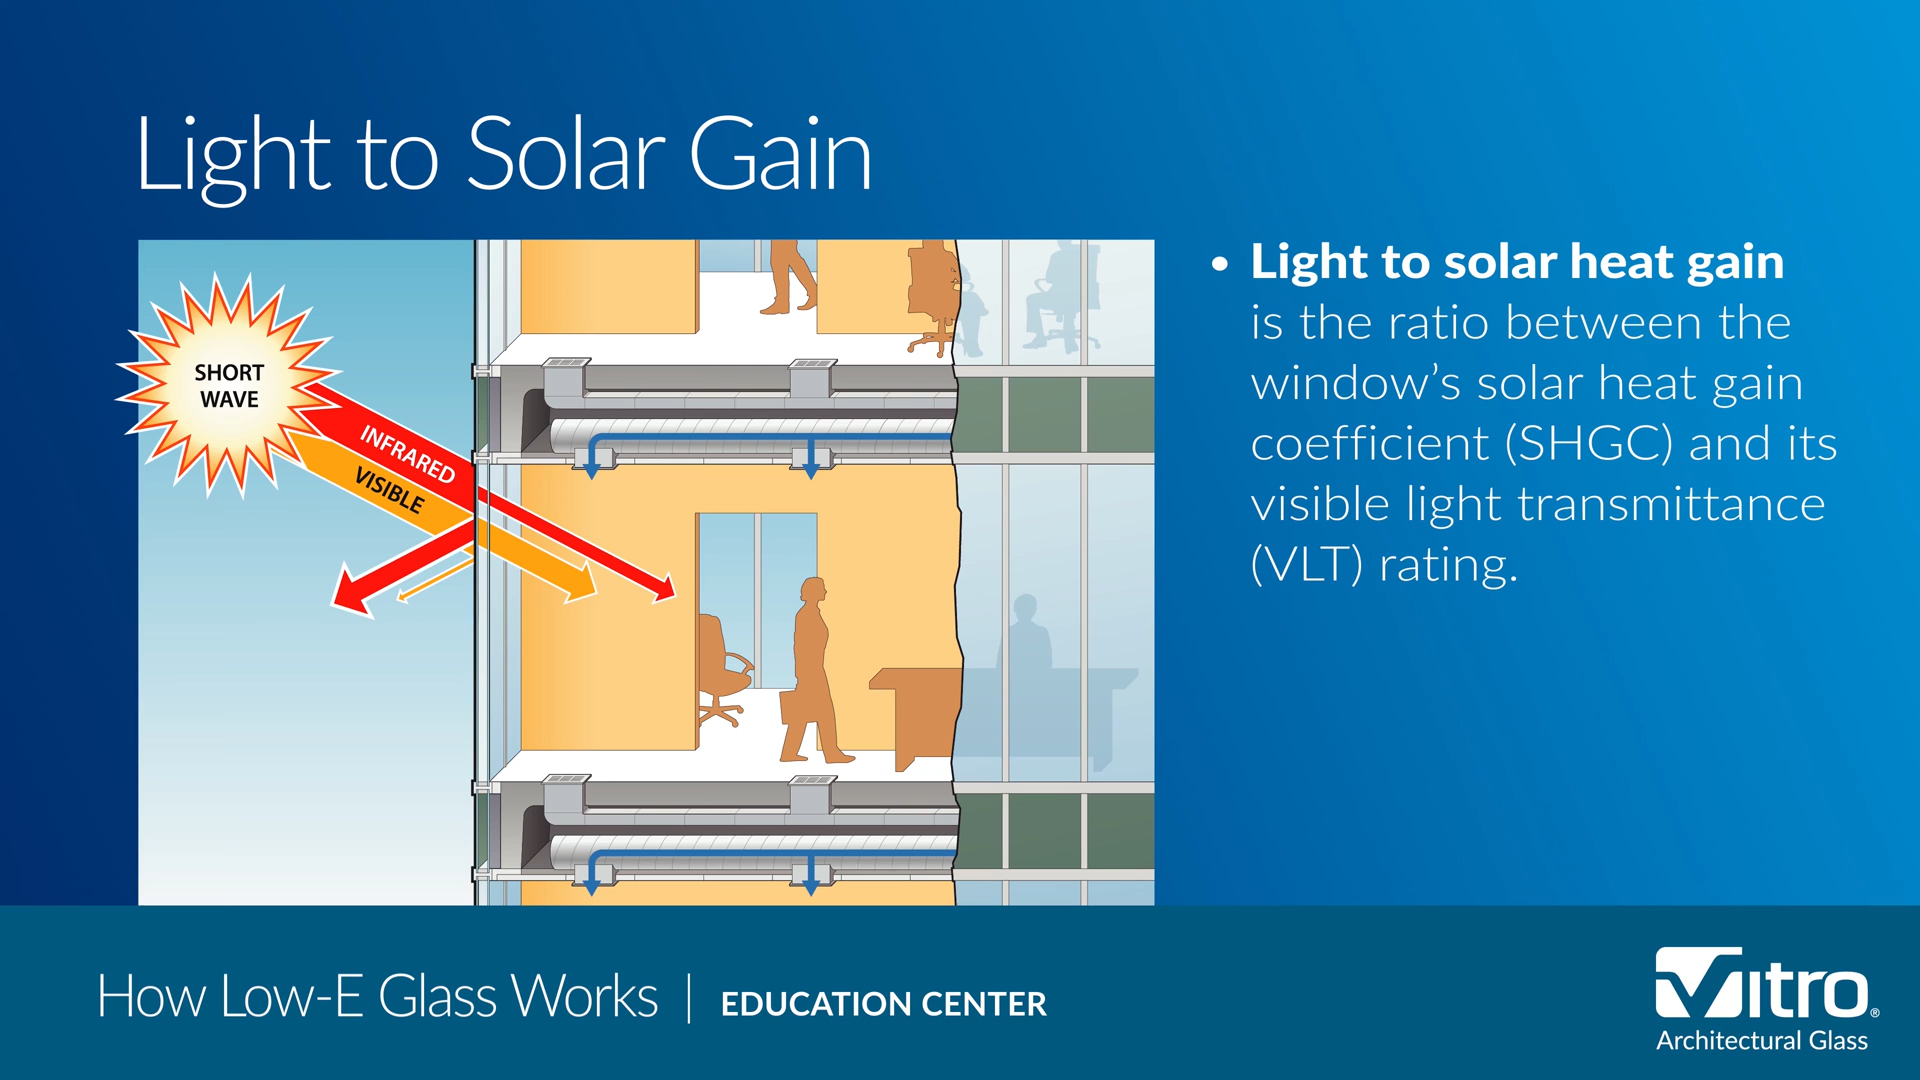 Light to Solar Gain
SHORT
WAVE
INFRARED
VISIBLE
• Light to solar heat gain
is the ratio between the
window’s solar heat gain
coefficient (SHGC) and its
visible light transmittance
(VLT) rating.
How Low-E Glass Works | EDUCATION CENTER
Vitro®
Architectural Glass